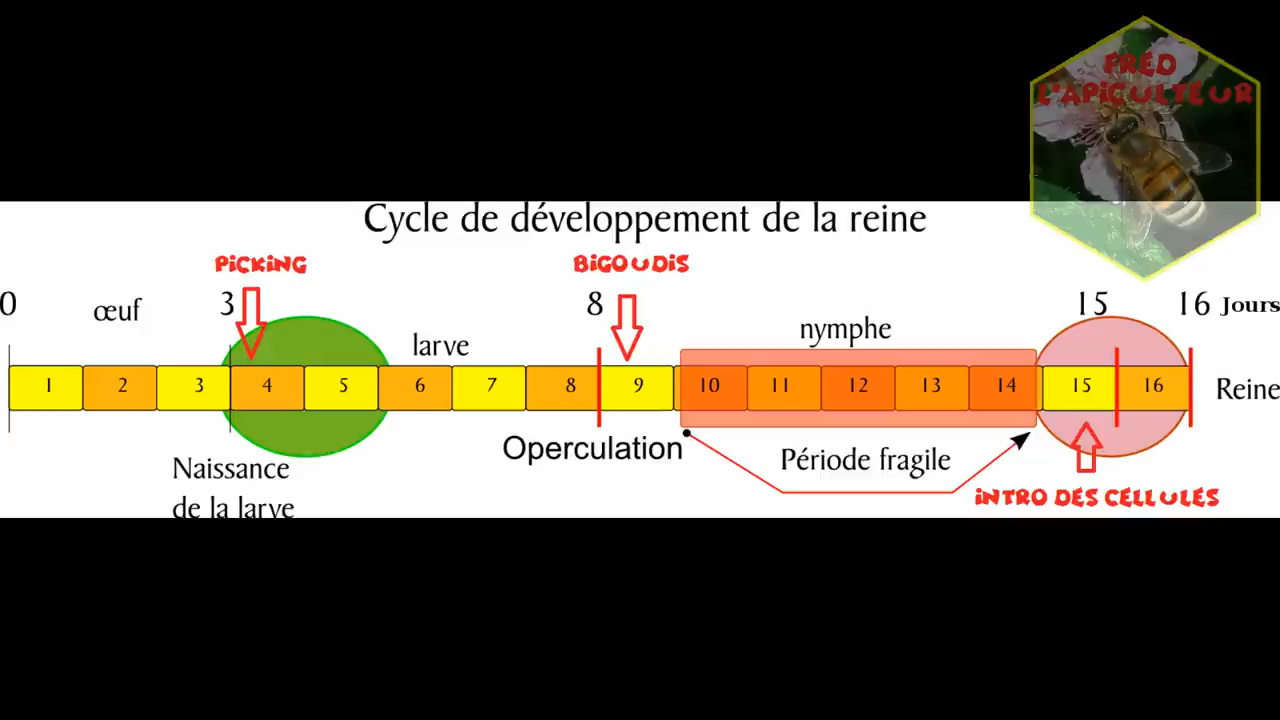 FRED
L'APICULTEUR
Cycle de développement de la reine
PICKING
BIGOUDIS
0 œuf 3 8 15 16 Jours
larve
nymphe
1 2 3 4 5 6 7 8 9 10 11 12 13 14 15 16 Reine
Operculation
Période fragile
Naissance
de la larve
INTRO DES CELLULES